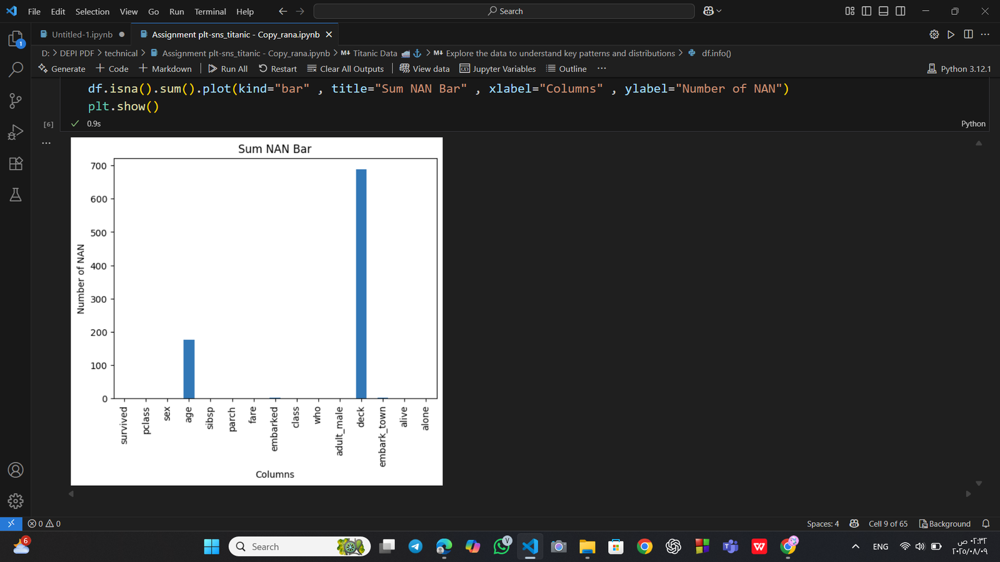 File Edit Selection View Go Run Terminal Help
Search
1
Untitled-1.ipynb
Assignment plt-sns_titanic - Copy_rana.ipynb
D: > DEPI PDF > technical > Assignment plt-sns_titanic - Copy_rana.ipynb > M↓ Titanic Data 🚢 ⚓ > M↓ Explore the data to understand key patterns and distributions > df.info()
Generate + Code + Markdown | Run All Restart Clear All Outputs | View data Jupyter Variables Outline ...
Python 3.12.1
df.isna().sum().plot(kind="bar" , title="Sum NAN Bar" , xlabel="Columns" , ylabel="Number of NAN")
plt.show()
[6] ✓ 0.9s
Python
...
Sum NAN Bar
Number of NAN
700
600
500
400
300
200
100
0
survived
pclass
sex
age
sibsp
parch
fare
embarked
class
who
adult_male
deck
embark_town
alive
alone
Columns
0 0
Spaces: 4
Cell 9 of 65
Background
6
Search
V
W
ENG
٠٢:٣٢ ص
٢٠٢٥/٠٨/٠٩